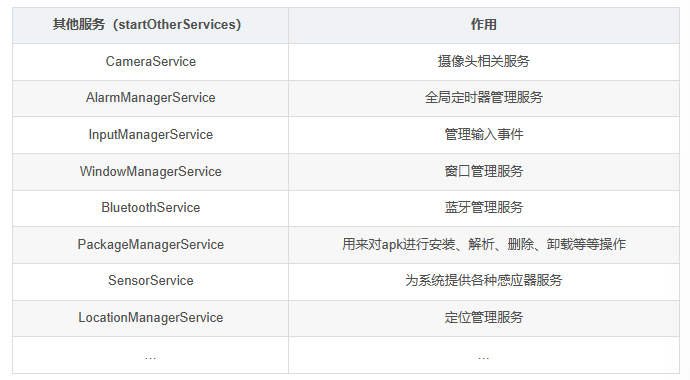 其他服务（startOtherServices） 作用
CameraService 摄像头相关服务
AlarmManagerService 全局定时器管理服务
InputManagerService 管理输入事件
WindowManagerService 窗口管理服务
BluetoothService 蓝牙管理服务
PackageManagerService 用来对apk进行安装、解析、删除、卸载等等操作
SensorService 为系统提供各种感应器服务
LocationManagerService 定位管理服务
… …